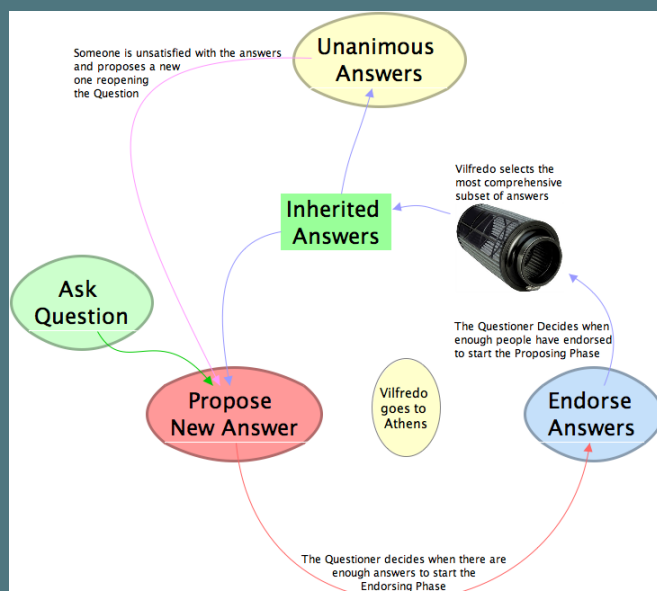 Someone is unsatisfied with the answers
and proposes a new
one reopening
the Question
Unanimous
Answers
Vilfredo selects the
most comprehensive
subset of answers
Inherited
Answers
Ask
Question
The Questioner Decides when
enough people have endorsed
to start the Proposing Phase
Propose
New Answer
Vilfredo
goes to
Athens
Endorse
Answers
The Questioner decides when there are
enough answers to start the
Endorsing Phase